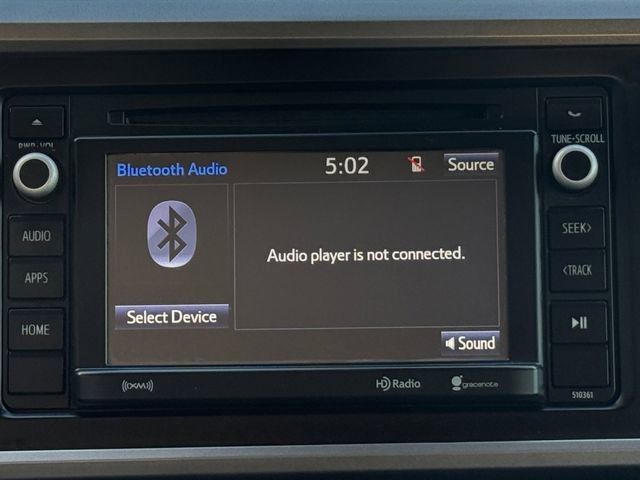 PWR·VOL
TUNE·SCROLL
Bluetooth Audio
5:02
Source
AUDIO
SEEK>
Audio player is not connected.
APPS
<TRACK
Select Device
HOME
Sound
((XM))
HD Radio
gracenote
510361